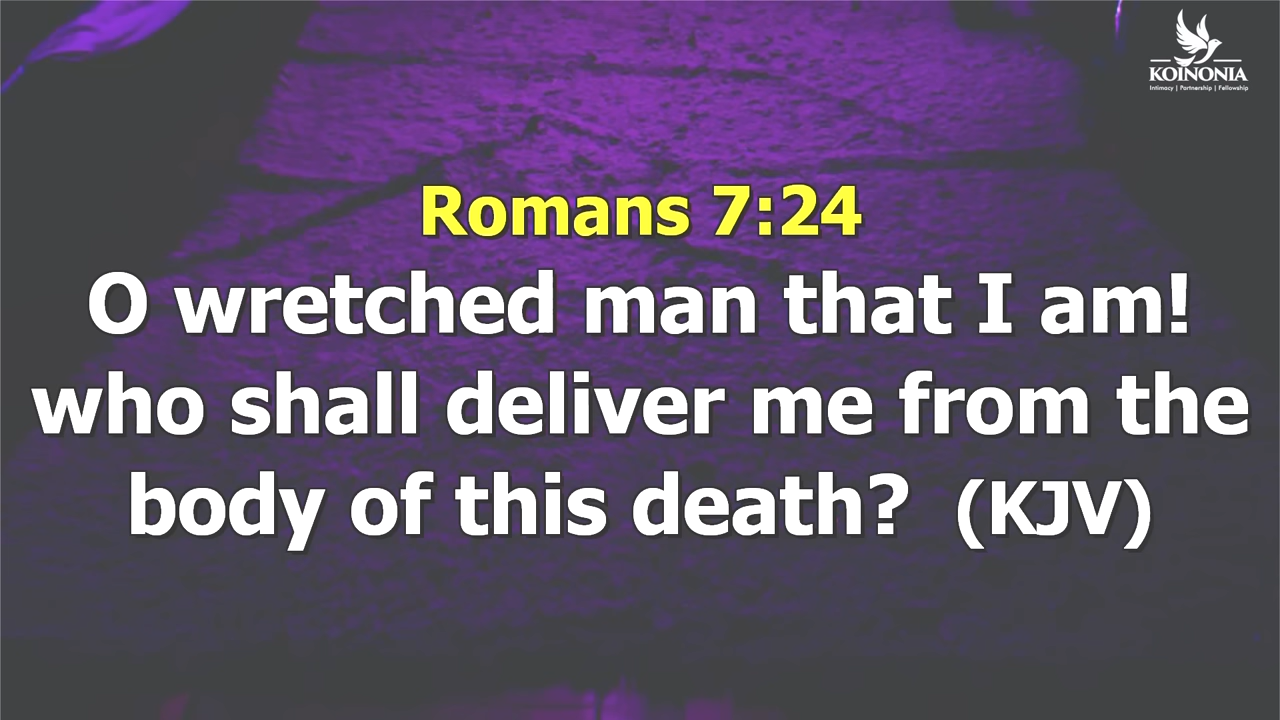 KOINONIA
Intimacy | Partnership | Fellowship
Romans 7:24
O wretched man that I am!
who shall deliver me from the
body of this death? (KJV)